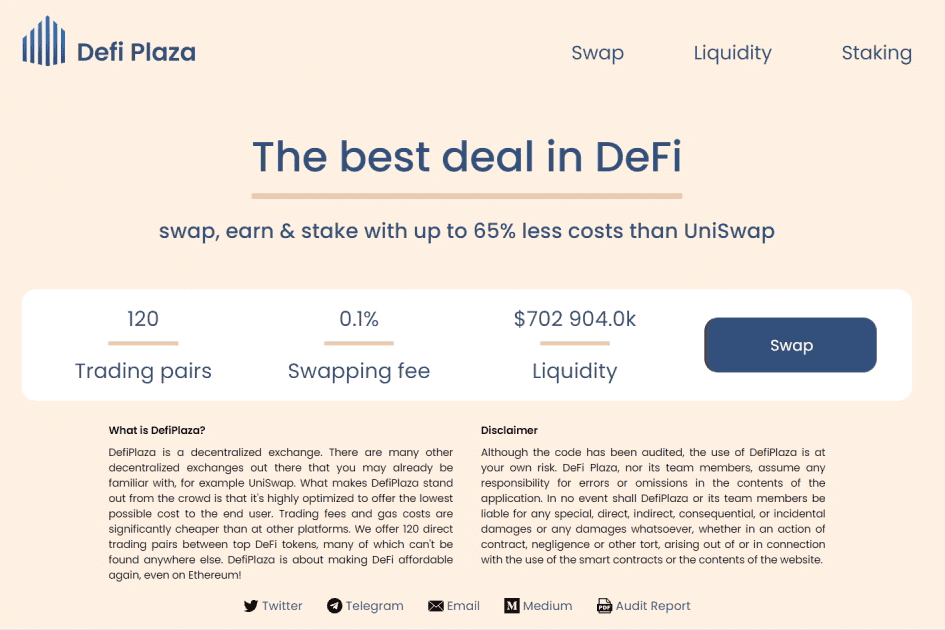 Defi Plaza
Swap
Liquidity
Staking
The best deal in DeFi
swap, earn & stake with up to 65% less costs than UniSwap
120
Trading pairs
0.1%
Swapping fee
$702 904.0k
Liquidity
Swap
What is DefiPlaza?
DefiPlaza is a decentralized exchange. There are many other
decentralized exchanges out there that you may already be
familiar with, for example UniSwap. What makes DefiPlaza stand
out from the crowd is that it's highly optimized to offer the lowest
possible cost to the end user. Trading fees and gas costs are
significantly cheaper than at other platforms. We offer 120 direct
trading pairs between top DeFi tokens, many of which can't be
found anywhere else. DefiPlaza is about making DeFi affordable
again, even on Ethereum!
Disclaimer
Although the code has been audited, the use of DefiPlaza is at
your own risk. DeFi Plaza, nor its team members, assume any
responsibility for errors or omissions in the contents of the
application. In no event shall DefiPlaza or its team members be
liable for any special, direct, indirect, consequential, or incidental
damages or any damages whatsoever, whether in an action of
contract, negligence or other tort, arising out of or in connection
with the use of the smart contracts or the contents of the website.
Twitter
Telegram
Email
M Medium
PDF Audit Report